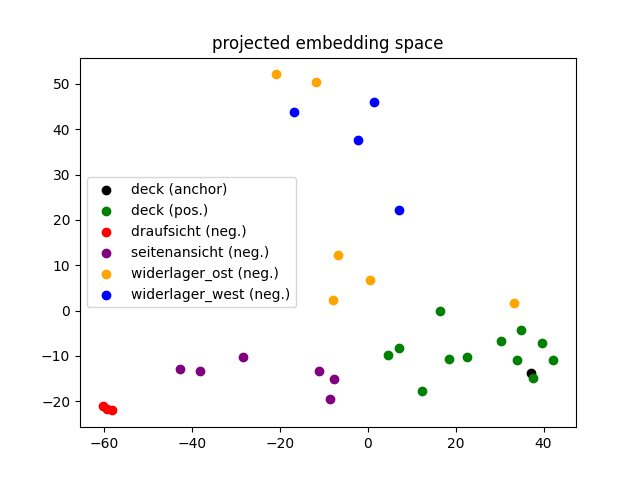 projected embedding space
50
40
30
20
10
0
−10
−20
deck (anchor)
deck (pos.)
draufsicht (neg.)
seitenansicht (neg.)
widerlager_ost (neg.)
widerlager_west (neg.)
−60 −40 −20 0 20 40